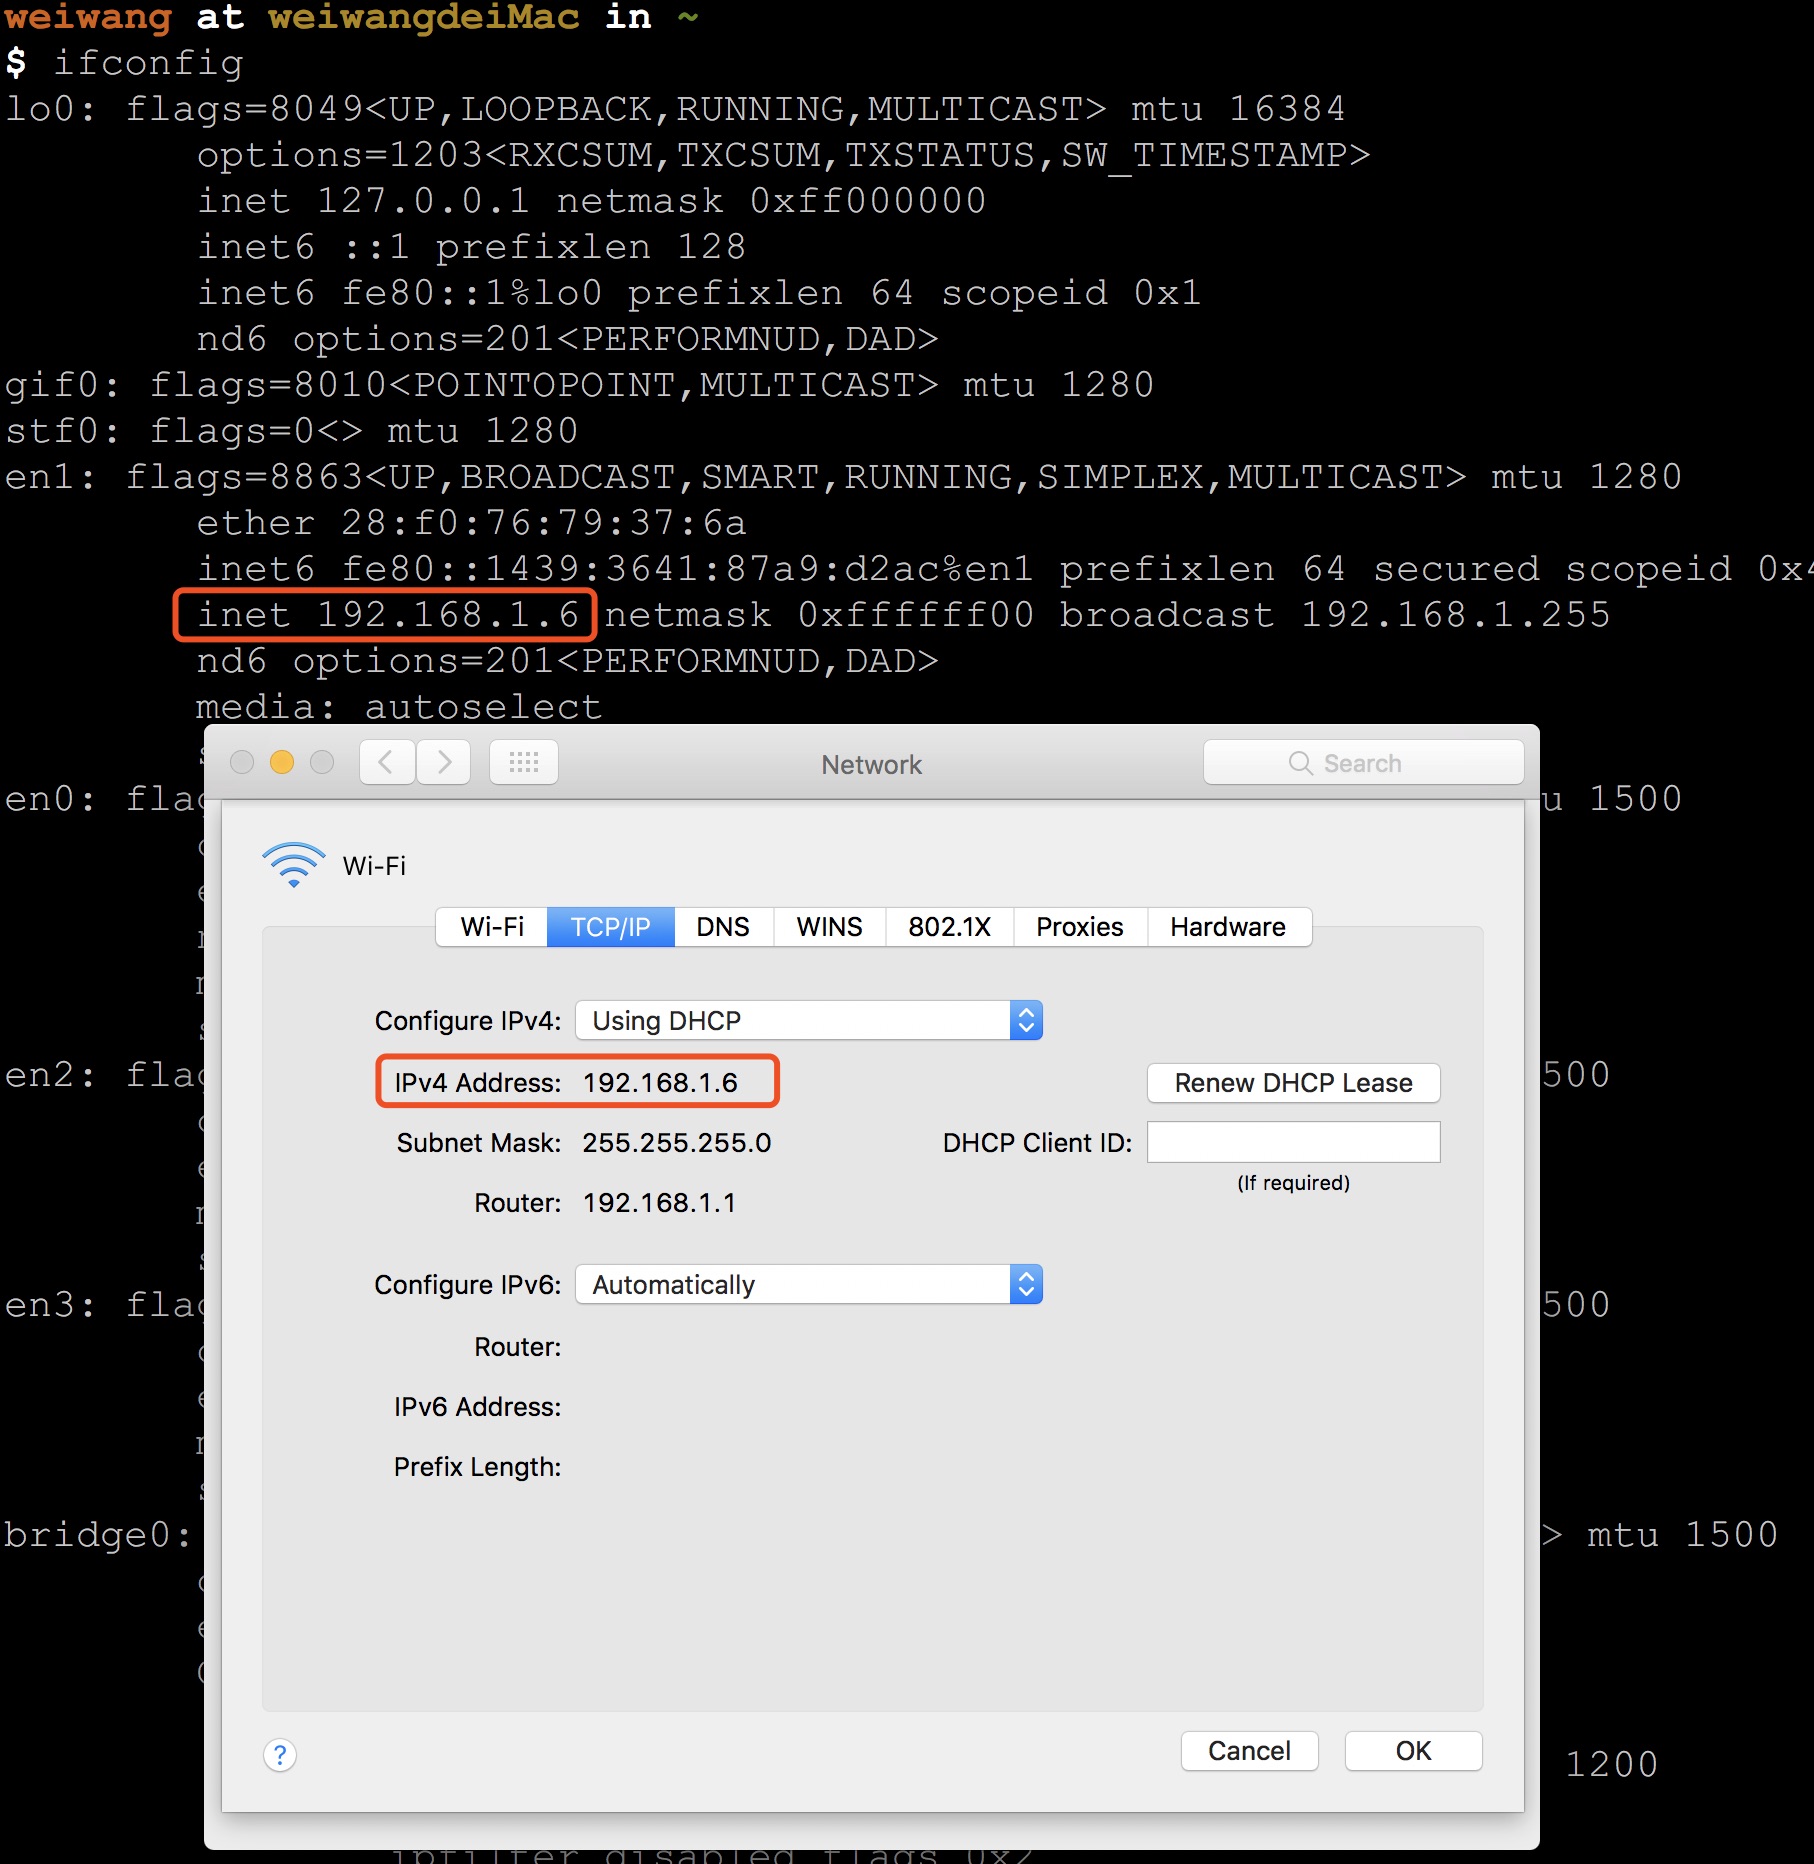 weiwang at weiwangdeiMac in ~
$ ifconfig
lo0: flags=8049<UP,LOOPBACK,RUNNING,MULTICAST> mtu 16384
options=1203<RXCSUM,TXCSUM,TXSTATUS,SW_TIMESTAMP>
inet 127.0.0.1 netmask 0xff000000
inet6 ::1 prefixlen 128
inet6 fe80::1%lo0 prefixlen 64 scopeid 0x1
nd6 options=201<PERFORMNUD,DAD>
gif0: flags=8010<POINTOPOINT,MULTICAST> mtu 1280
stf0: flags=0<> mtu 1280
en1: flags=8863<UP,BROADCAST,SMART,RUNNING,SIMPLEX,MULTICAST> mtu 1280
ether 28:f0:76:79:37:6a
inet6 fe80::1439:3641:87a9:d2ac%en1 prefixlen 64 secured scopeid 0x4
inet 192.168.1.6 netmask 0xffffff00 broadcast 192.168.1.255
nd6 options=201<PERFORMNUD,DAD>
media: autoselect
Network
Search
en0: 1500
Wi-Fi
Wi-Fi TCP/IP DNS WINS 802.1X Proxies Hardware
Configure IPv4: Using DHCP
en2: 500
IPv4 Address: 192.168.1.6 Renew DHCP Lease
Subnet Mask: 255.255.255.0 DHCP Client ID:
(If required)
Router: 192.168.1.1
Configure IPv6: Automatically
en3: 500
Router:
IPv6 Address:
Prefix Length:
bridge0: > mtu 1500
? Cancel OK
1200
ipfilter disabled flags 0x2